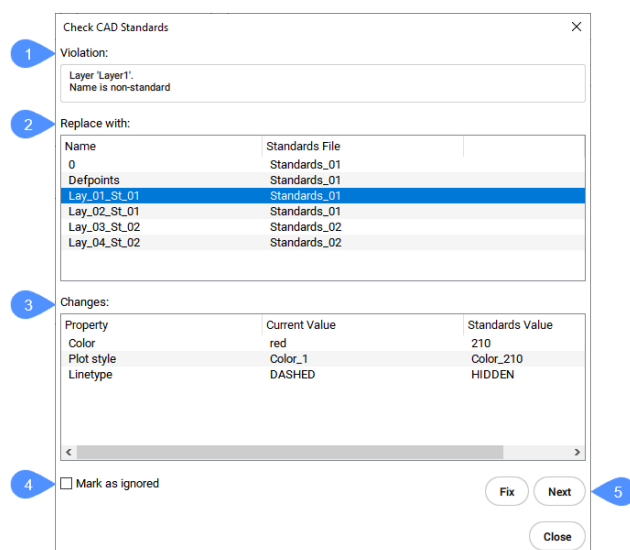 Check CAD Standards
1
Violation:
Layer 'Layer1'.
Name is non-standard
2
Replace with:
Name Standards File
0 Standards_01
Defpoints Standards_01
Lay_01_St_01 Standards_01
Lay_02_St_01 Standards_01
Lay_03_St_02 Standards_02
Lay_04_St_02 Standards_02
3
Changes:
Property Current Value Standards Value
Color red 210
Plot style Color_1 Color_210
Linetype DASHED HIDDEN
4
Mark as ignored
Fix Next
5
Close